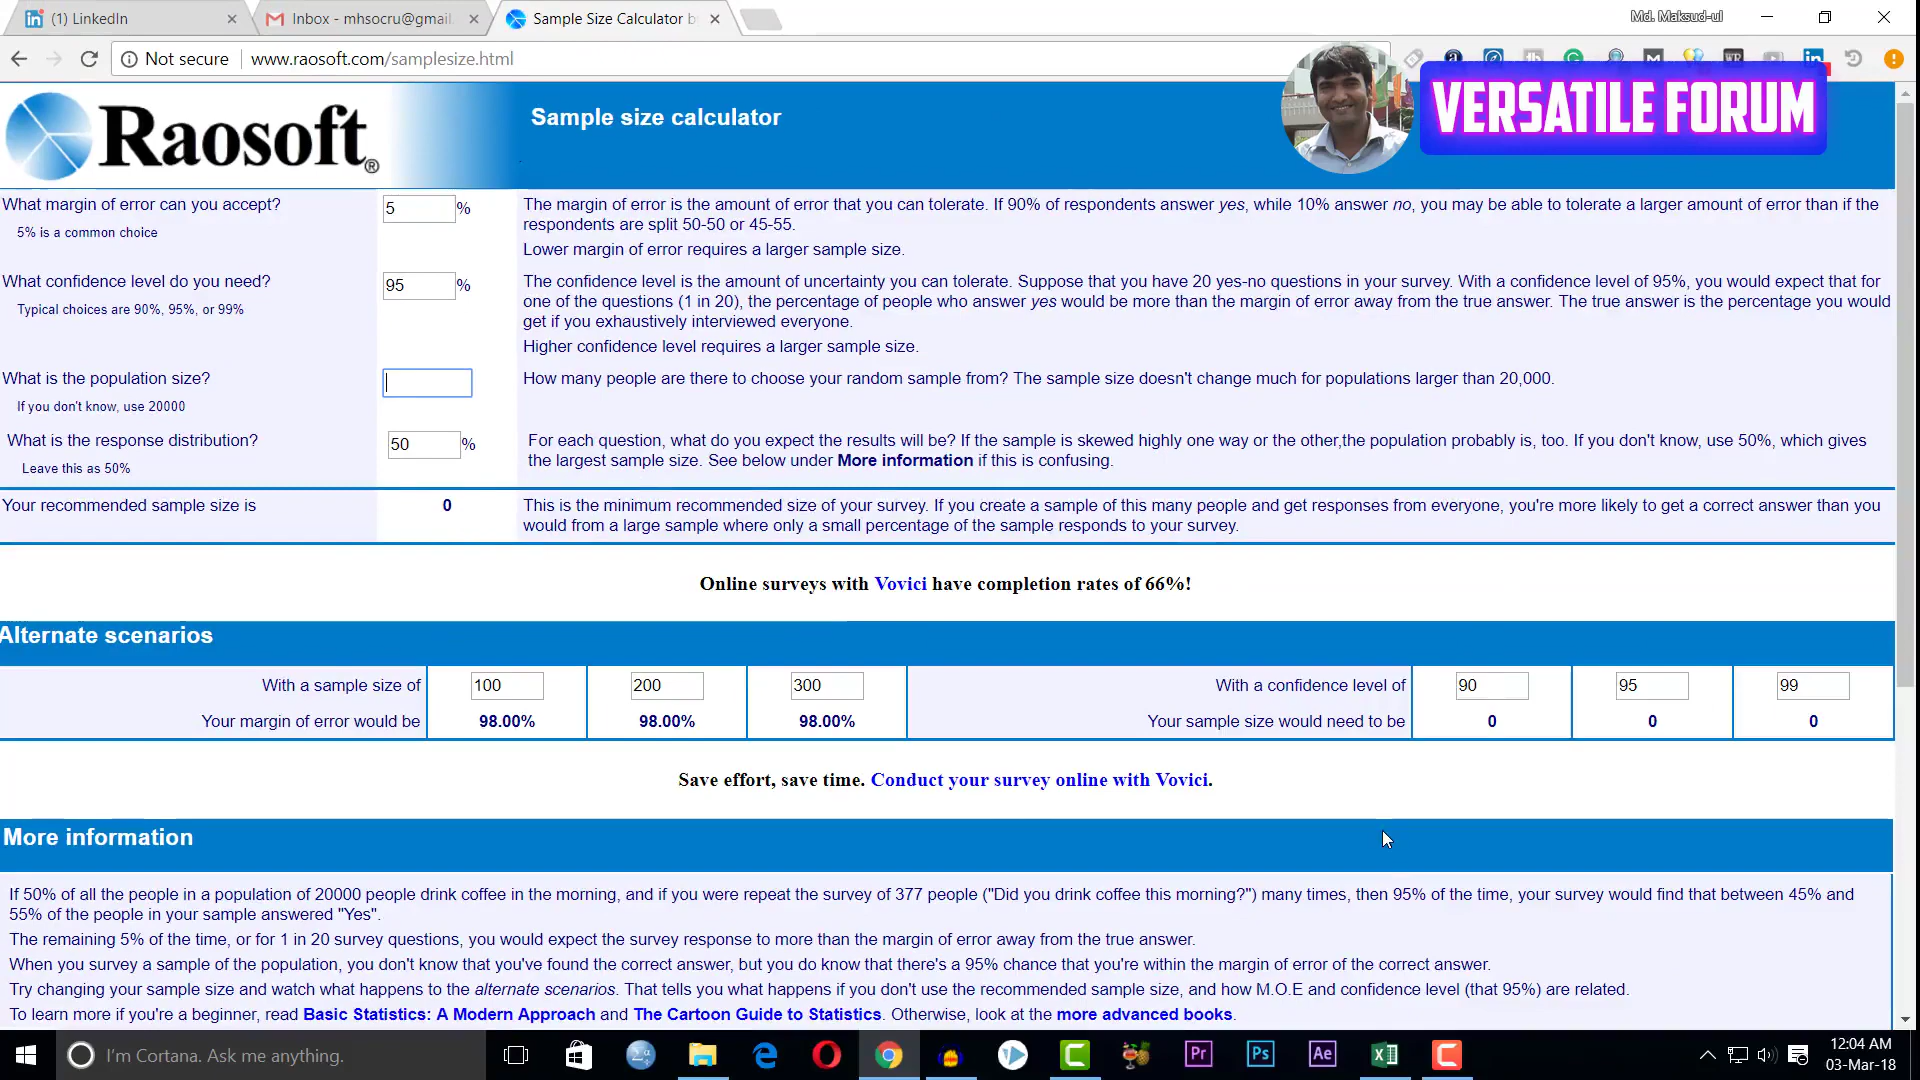 (1) LinkedIn
Inbox - mhsocru@gmail.
Sample Size Calculator b
Md. Maksud-ul
Not secure www.raosoft.com/samplesize.html
VERSATILE FORUM
Raosoft®
Sample size calculator
What margin of error can you accept?
5% is a common choice
5 %
The margin of error is the amount of error that you can tolerate. If 90% of respondents answer yes, while 10% answer no, you may be able to tolerate a larger amount of error than if the
respondents are split 50-50 or 45-55.
Lower margin of error requires a larger sample size.
What confidence level do you need?
Typical choices are 90%, 95%, or 99%
95 %
The confidence level is the amount of uncertainty you can tolerate. Suppose that you have 20 yes-no questions in your survey. With a confidence level of 95%, you would expect that for
one of the questions (1 in 20), the percentage of people who answer yes would be more than the margin of error away from the true answer. The true answer is the percentage you would
get if you exhaustively interviewed everyone.
Higher confidence level requires a larger sample size.
What is the population size?
If you don't know, use 20000
How many people are there to choose your random sample from? The sample size doesn't change much for populations larger than 20,000.
What is the response distribution?
Leave this as 50%
50 %
For each question, what do you expect the results will be? If the sample is skewed highly one way or the other,the population probably is, too. If you don't know, use 50%, which gives
the largest sample size. See below under More information if this is confusing.
Your recommended sample size is
0
This is the minimum recommended size of your survey. If you create a sample of this many people and get responses from everyone, you're more likely to get a correct answer than you
would from a large sample where only a small percentage of the sample responds to your survey.
Online surveys with Vovici have completion rates of 66%!
Alternate scenarios
With a sample size of 100 200 300 With a confidence level of 90 95 99
Your margin of error would be 98.00% 98.00% 98.00% Your sample size would need to be 0 0 0
Save effort, save time. Conduct your survey online with Vovici.
More information
If 50% of all the people in a population of 20000 people drink coffee in the morning, and if you were repeat the survey of 377 people ("Did you drink coffee this morning?") many times, then 95% of the time, your survey would find that between 45% and
55% of the people in your sample answered "Yes".
The remaining 5% of the time, or for 1 in 20 survey questions, you would expect the survey response to more than the margin of error away from the true answer.
When you survey a sample of the population, you don't know that you've found the correct answer, but you do know that there's a 95% chance that you're within the margin of error of the correct answer.
Try changing your sample size and watch what happens to the alternate scenarios. That tells you what happens if you don't use the recommended sample size, and how M.O.E and confidence level (that 95%) are related.
To learn more if you're a beginner, read Basic Statistics: A Modern Approach and The Cartoon Guide to Statistics. Otherwise, look at the more advanced books.
I'm Cortana. Ask me anything.
Pr Ps Ae
12:04 AM
03-Mar-18